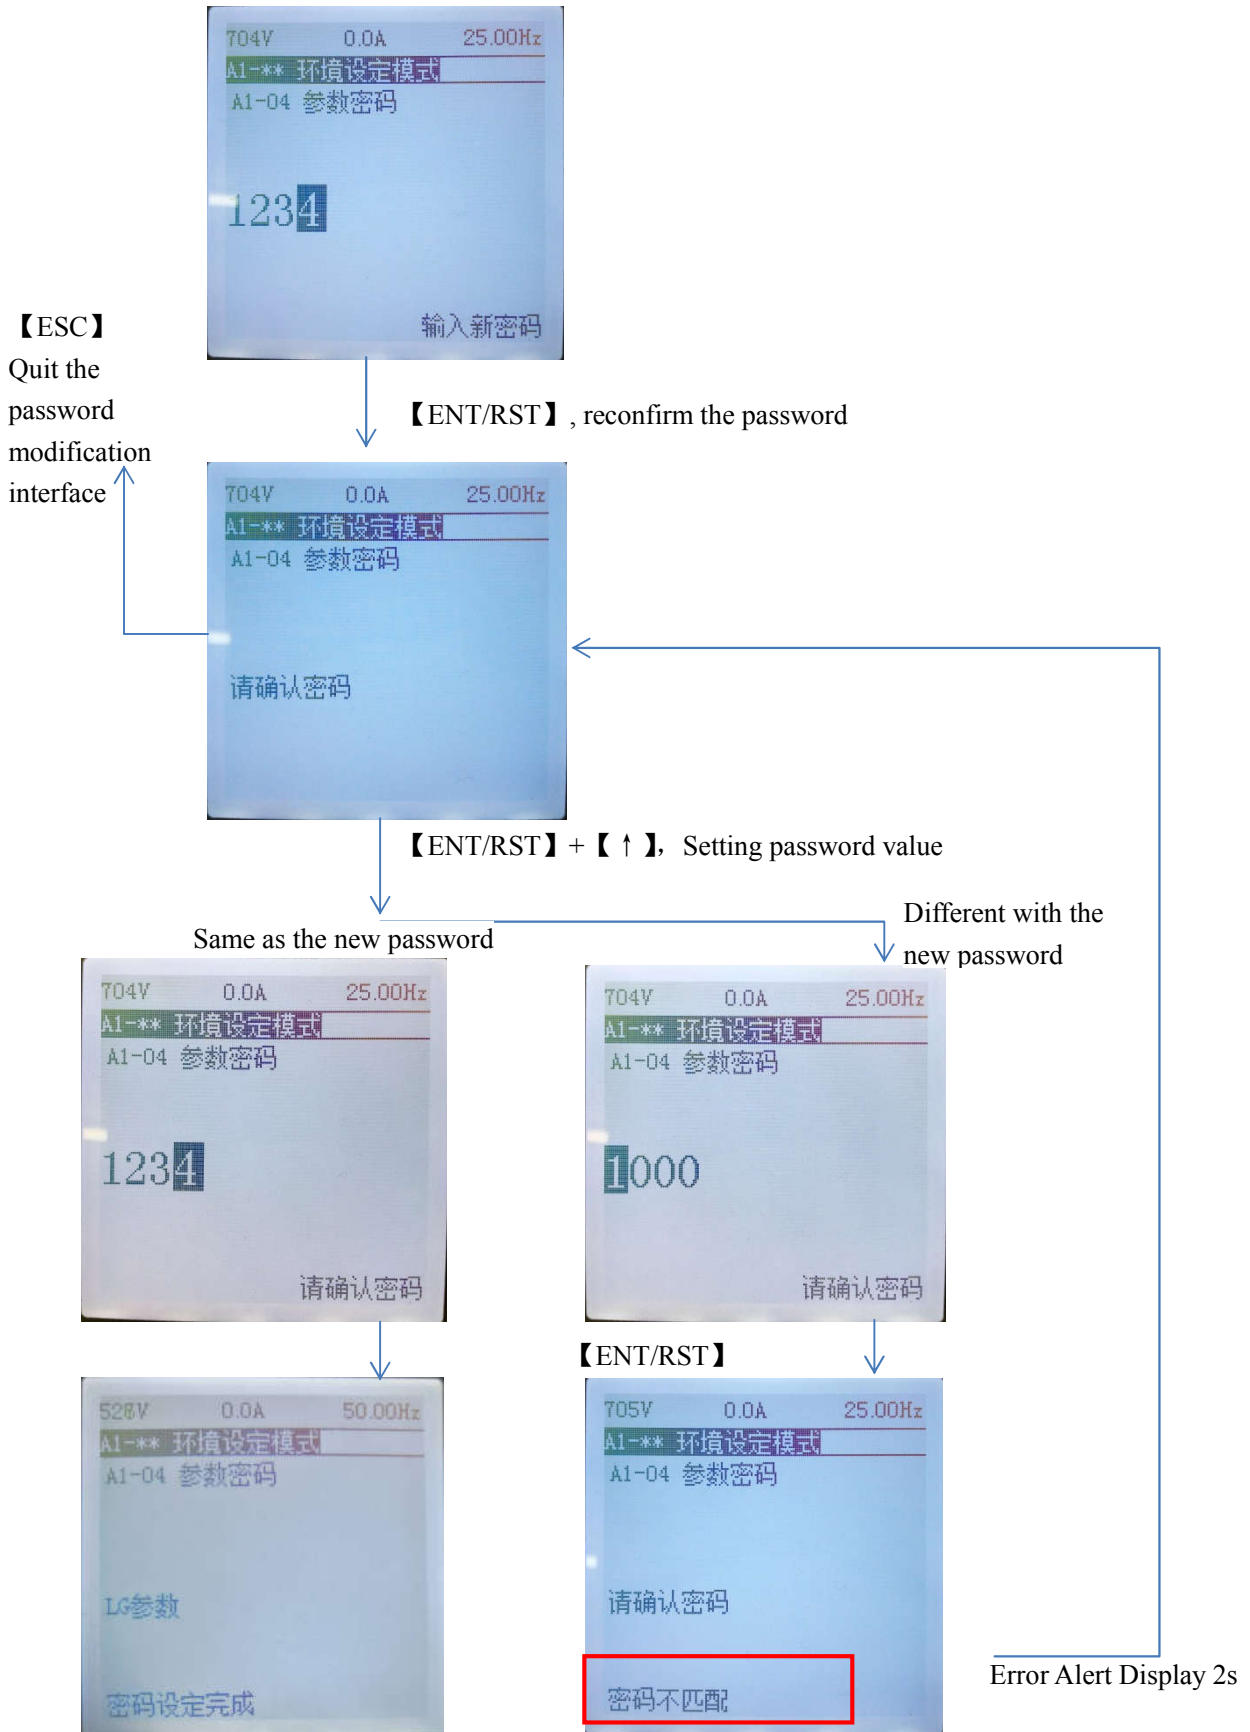 704V 0.0A 25.00Hz
A1-** 环境设定模式
A1-04 参数密码
1234
输入新密码
【ESC】
Quit the
password
modification
interface
【ENT/RST】, reconfirm the password
704V 0.0A 25.00Hz
A1-** 环境设定模式
A1-04 参数密码
请确认密码
【ENT/RST】+【↑】, Setting password value
Same as the new password
Different with the
new password
704V 0.0A 25.00Hz
A1-** 环境设定模式
A1-04 参数密码
1234
请确认密码
704V 0.0A 25.00Hz
A1-** 环境设定模式
A1-04 参数密码
1000
请确认密码
【ENT/RST】
0.0A 50.00Hz
A1-** 环境设定模式
A1-04 参数密码
LG参数
密码设定完成
705V 0.0A 25.00Hz
A1-** 环境设定模式
A1-04 参数密码
请确认密码
密码不匹配
Error Alert Display 2s